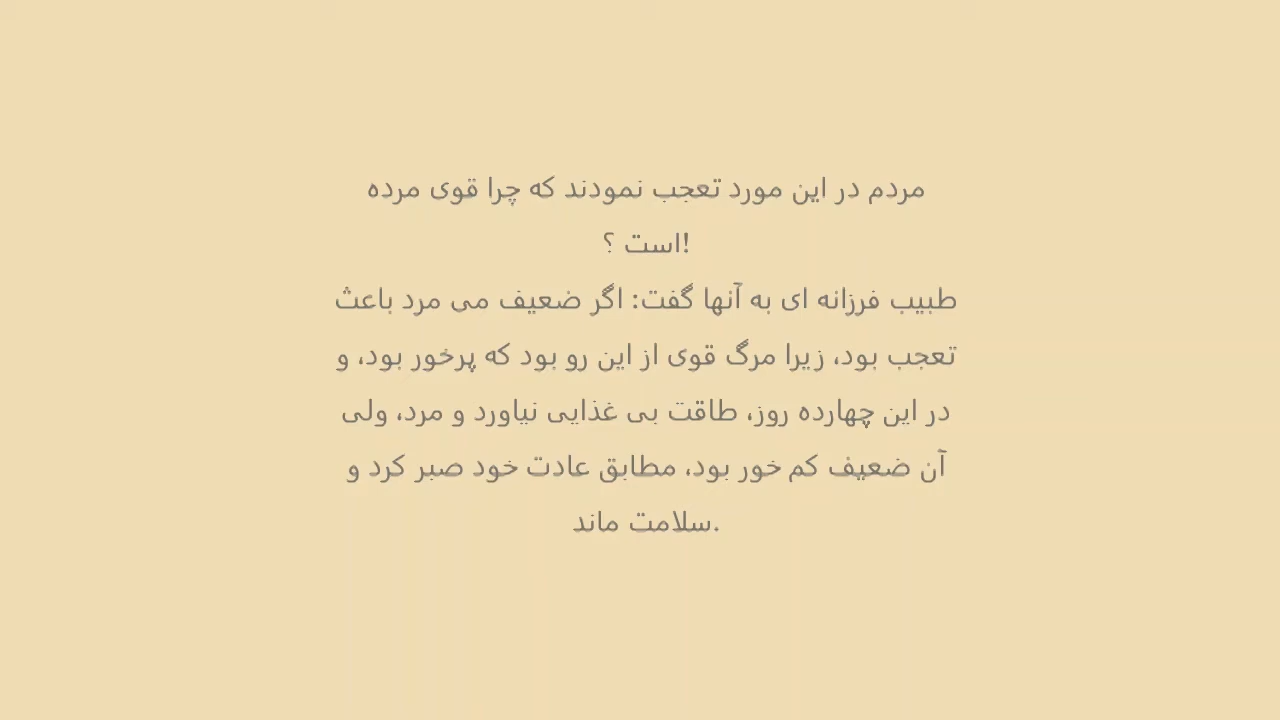 مردم در این مورد تعجب نمودند که چرا قوی مرده
است ؟!
طبیب فرزانه ای به آنها گفت: اگر ضعیف می مرد باعث
تعجب بود، زیرا مرگ قوی از این رو بود که پرخور بود، و
در این چهارده روز، طاقت بی غذایی نیاورد و مرد، ولی
آن ضعیف کم خور بود، مطابق عادت خود صبر کرد و
سلامت ماند.